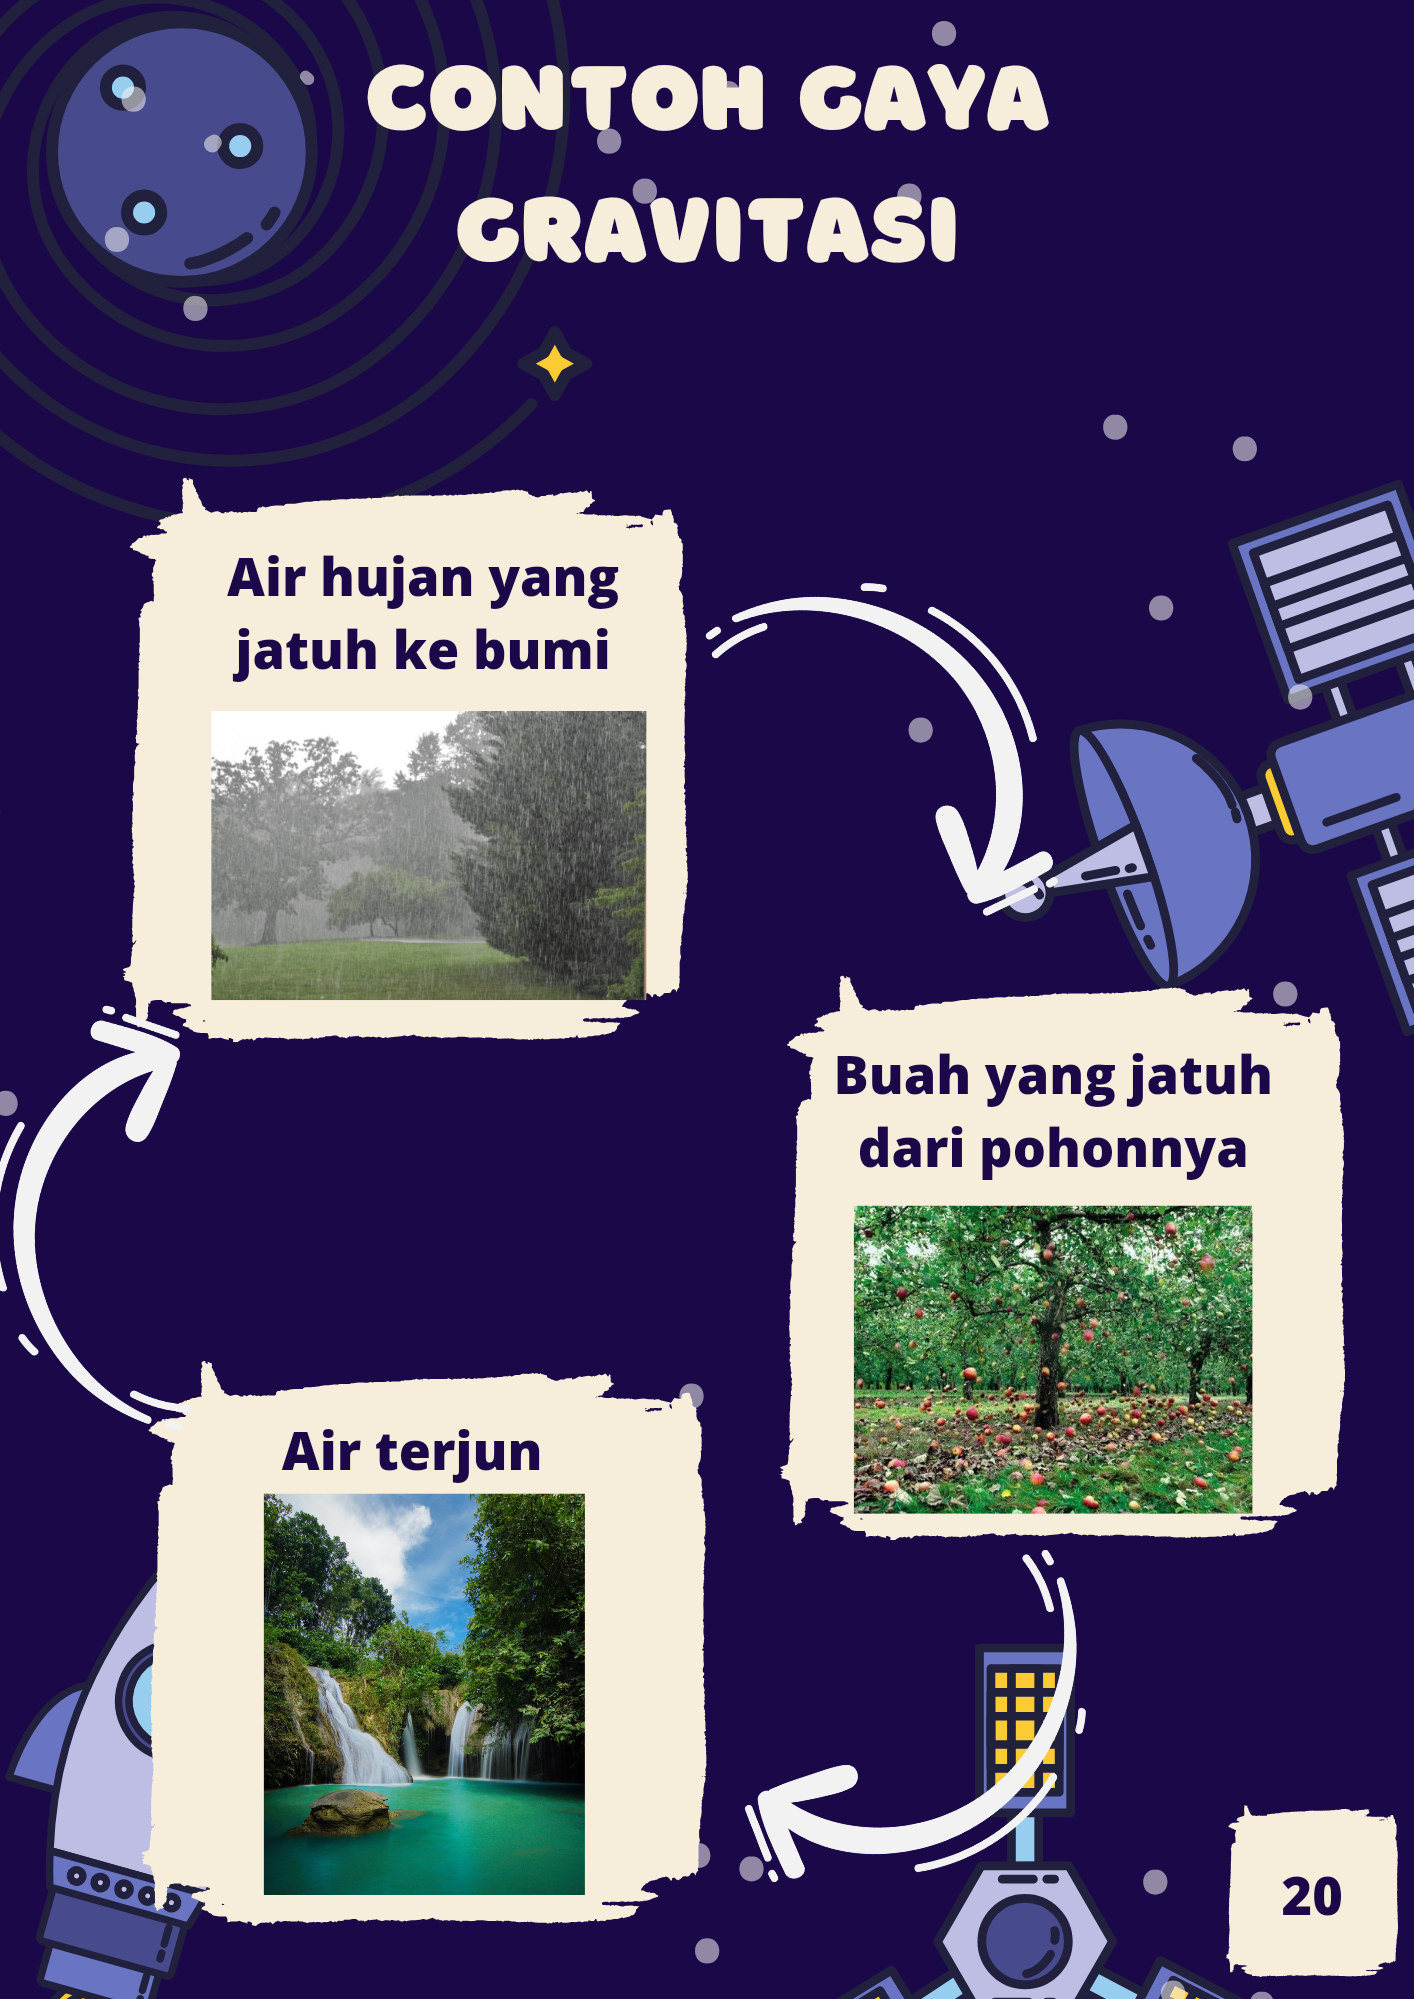 CONTOH GAYA
GRAVITASI
Air hujan yang
jatuh ke bumi
Buah yang jatuh
dari pohonnya
Air terjun
20